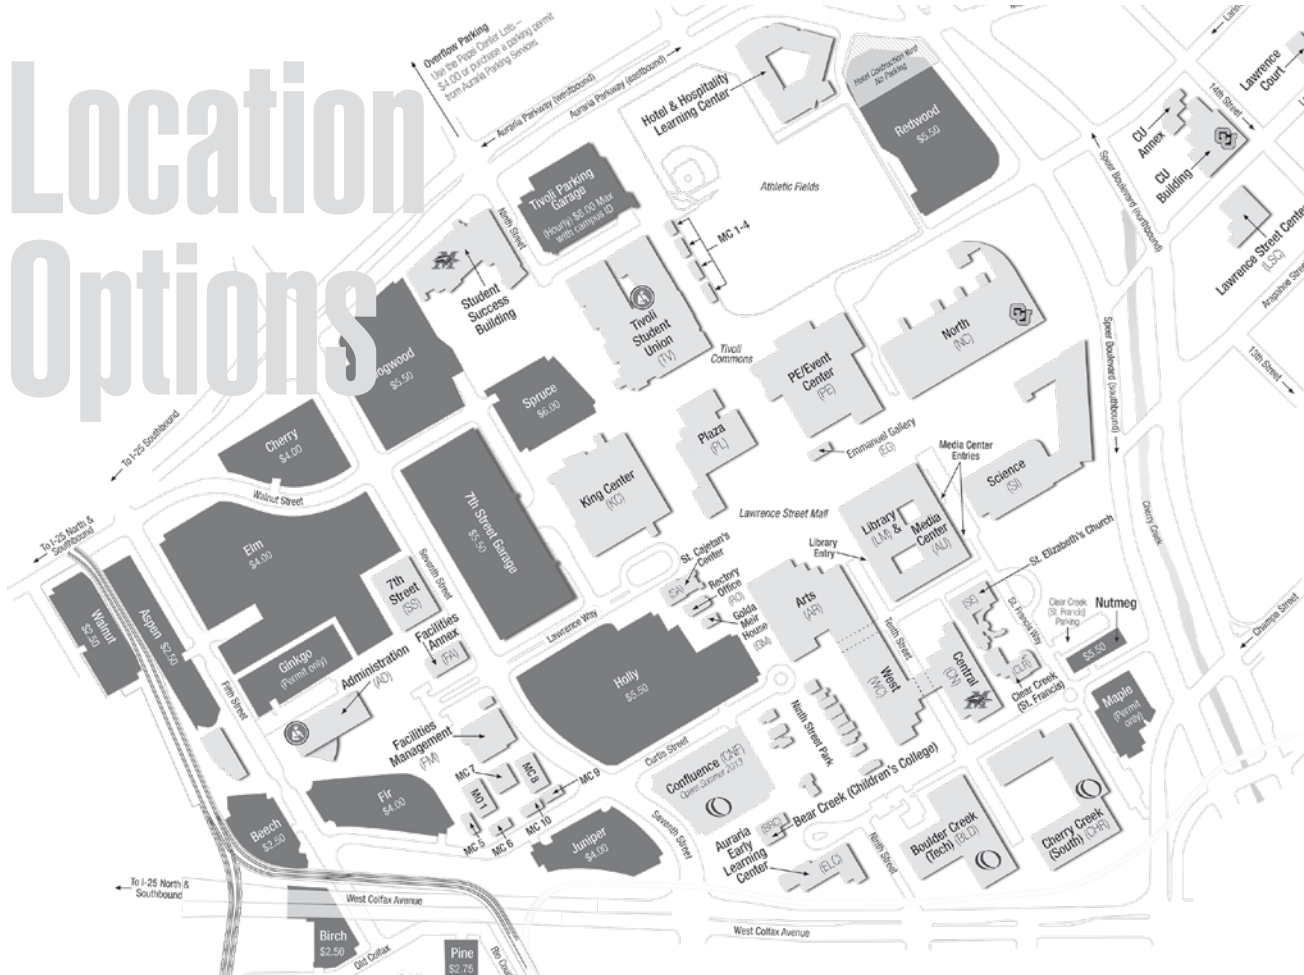 Location
Options
Overflow Parking
Use the Pepsi Center Lots –
$4.00 or purchase a parking permit
from Auraria Parking Services
Auraria Parkway (westbound)
Auraria Parkway (eastbound)
Hotel & Hospitality
Learning Center
Hotel Construction Yard
No Parking
Redwood
$5.50
Athletic Fields
MC 1-4
Lawrence
Court
14th Street
CU
Annex
CU
Building
Lawrence Street Center
(LSC)
Arapahoe Street
13th Street
Speer Boulevard (northbound)
Speer Boulevard (southbound)
Cherry Creek
Champa Street
Tivoli Parking
Garage
(Hourly) $6.00 Max
with campus ID
Ninth Street
Student
Success
Building
Tivoli
Student
Union
(TV)
Tivoli
Commons
PE/Event
Center
(PE)
North
(NC)
Dogwood
$5.50
Spruce
$6.00
Plaza
(PL)
Emmanuel Gallery
(EG)
Media Center
Entries
Science
(SI)
To I-25 Southbound
Cherry
$4.00
Walnut Street
7th Street Garage
$5.50
King Center
(KC)
Lawrence Street Mall
Library
(LM) &
Media
Center
(AU)
Library
Entry
To I-25 North &
Southbound
Elm
$4.00
Seventh Street
7th
Street
(SS)
St. Cajetan's
Center
(SA)
Rectory
Office
(RO)
Golda
Meir
House
(GM)
Arts
(AR)
St. Elizabeth's Church
(SE)
St. Francis Way
Clear Creek
(St. Francis)
Parking
Nutmeg
$5.50
Walnut
$2.50
Aspen $2.50
Ginkgo
(Permit only)
Facilities
Annex
(FA)
Lawrence Way
Holly
$5.50
Tenth Street
West
(WC)
Central
(CN)
(CLR)
Clear Creek
(St. Francis)
Maple
(Permit
only)
Administration
(AD)
Fifth Street
Facilities
Management
(FM)
MC 7
MC 8
MC 9
MC 10
MO 1
MC 5
MC 6
Curtis Street
Ninth Street Park
Confluence (CNF)
Opens Summer 2013
Fir
$4.00
Beech
$2.50
Juniper
$4.00
Seventh Street
Bear Creek (Children's College)
(BRC)
Auraria
Early
Learning
Center
(ELC)
Ninth Street
Boulder Creek
(Tech) (BLD)
Cherry Creek
(South) (CHR)
To I-25 North &
Southbound
West Colfax Avenue
West Colfax Avenue
Birch
$2.50
Old Colfax
Pine
$2.75